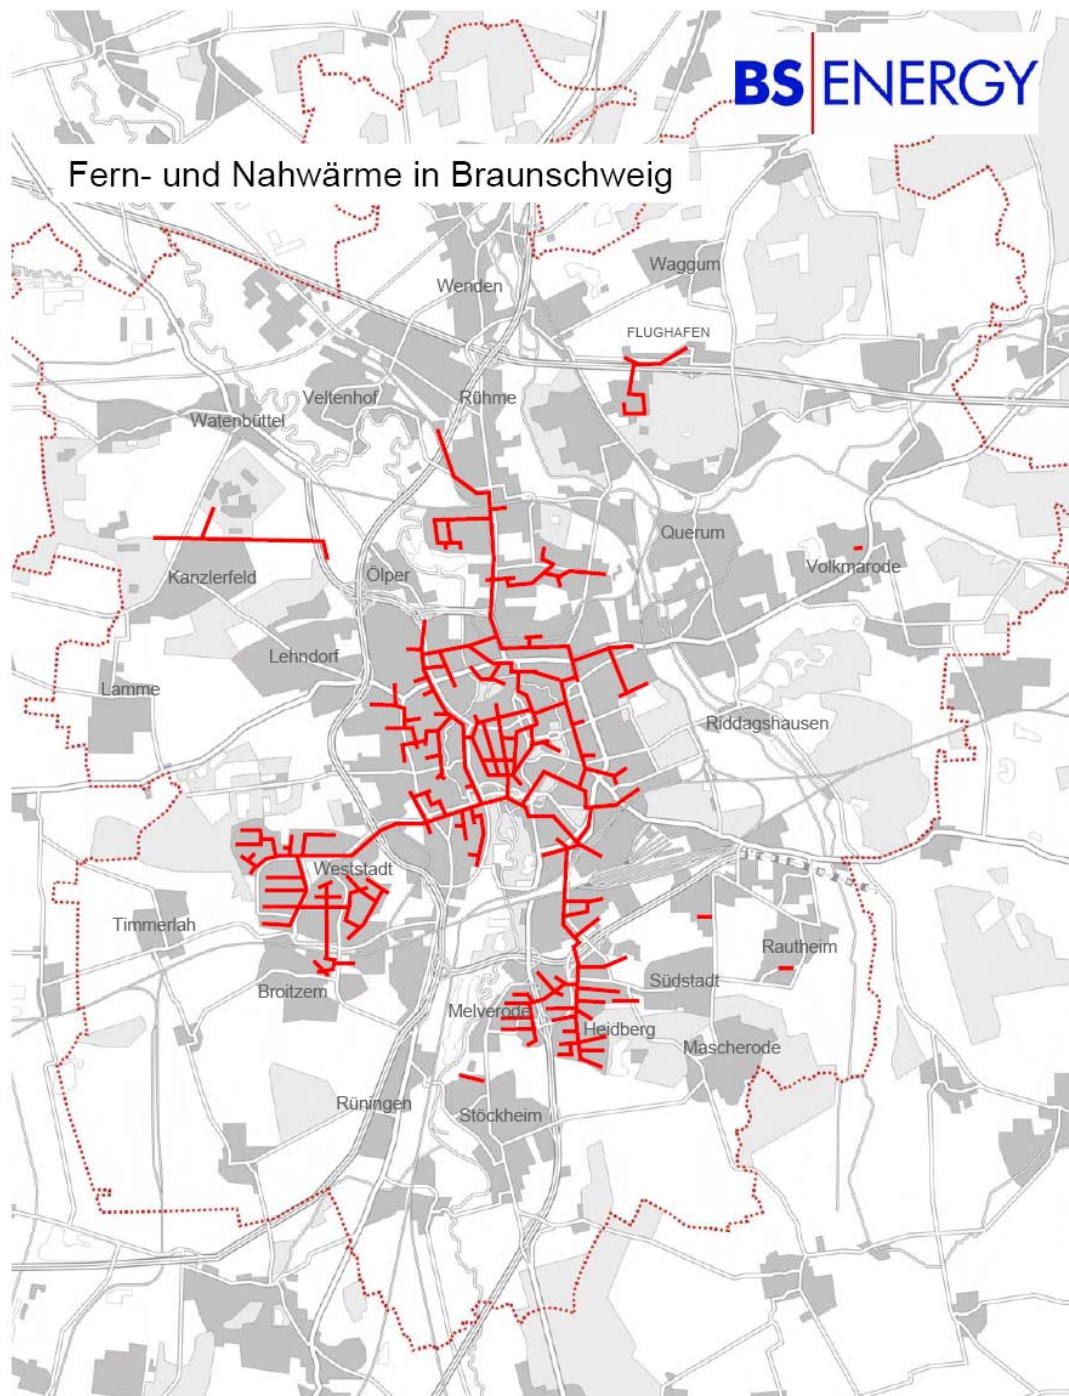 BS ENERGY
Fern- und Nahwärme in Braunschweig
Waggum
Wenden
FLUGHAFEN
Veltenhof
Rühme
Watenbüttel
Querum
Volkmarode
Kanzlerfeld
Ölper
Lehndorf
Lamme
Riddagshausen
Weststadt
Timmerlah
Rautheim
Südstadt
Broitzem
Melverode
Heidberg
Mascherode
Rüningen
Stöckheim